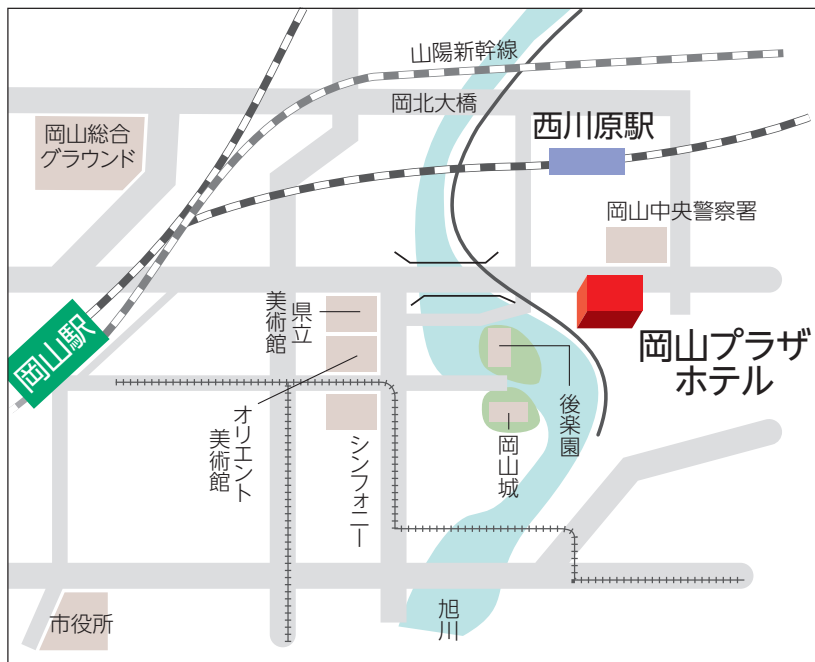 山陽新幹線
岡北大橋
西川原駅
岡山総合
グラウンド
岡山中央警察署
岡山駅
県立
美術館
岡山プラザ
ホテル
オリエント
美術館
シンフォニー
後楽園
岡山城
旭川
市役所